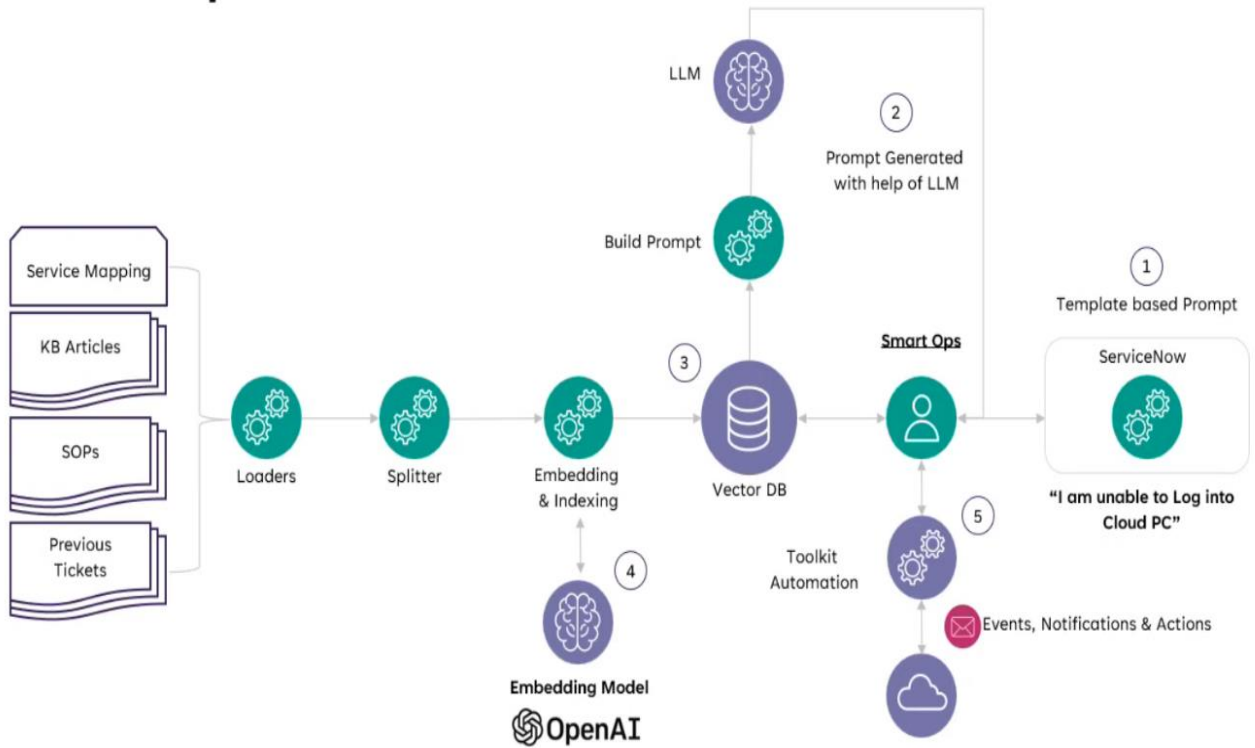 LLM
2
Prompt Generated
with help of LLM
Build Prompt
Service Mapping
KB Articles
SOPs
Previous
Tickets
1
Template based Prompt
ServiceNow
"I am unable to Log into
Cloud PC"
Smart Ops
3
Loaders
Splitter
Embedding
& Indexing
Vector DB
4
Embedding Model
OpenAI
5
Toolkit
Automation
Events, Notifications & Actions